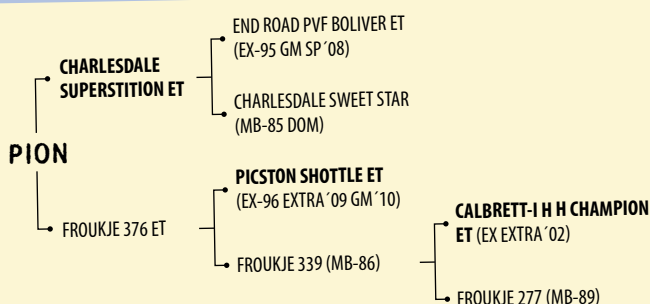 END ROAD PVF BOLIVER ET
(EX-95 GM SP ´08)
CHARLESDALE
SUPERSTITION ET
CHARLESDALE SWEET STAR
(MB-85 DOM)
PION
PICSTON SHOTTLE ET
(EX-96 EXTRA´09 GM´10)
FROUKJE 376 ET
CALBRETT-I H H CHAMPION
ET (EX EXTRA´02)
FROUKJE 339 (MB-86)
FROUKJE 277 (MB-89)